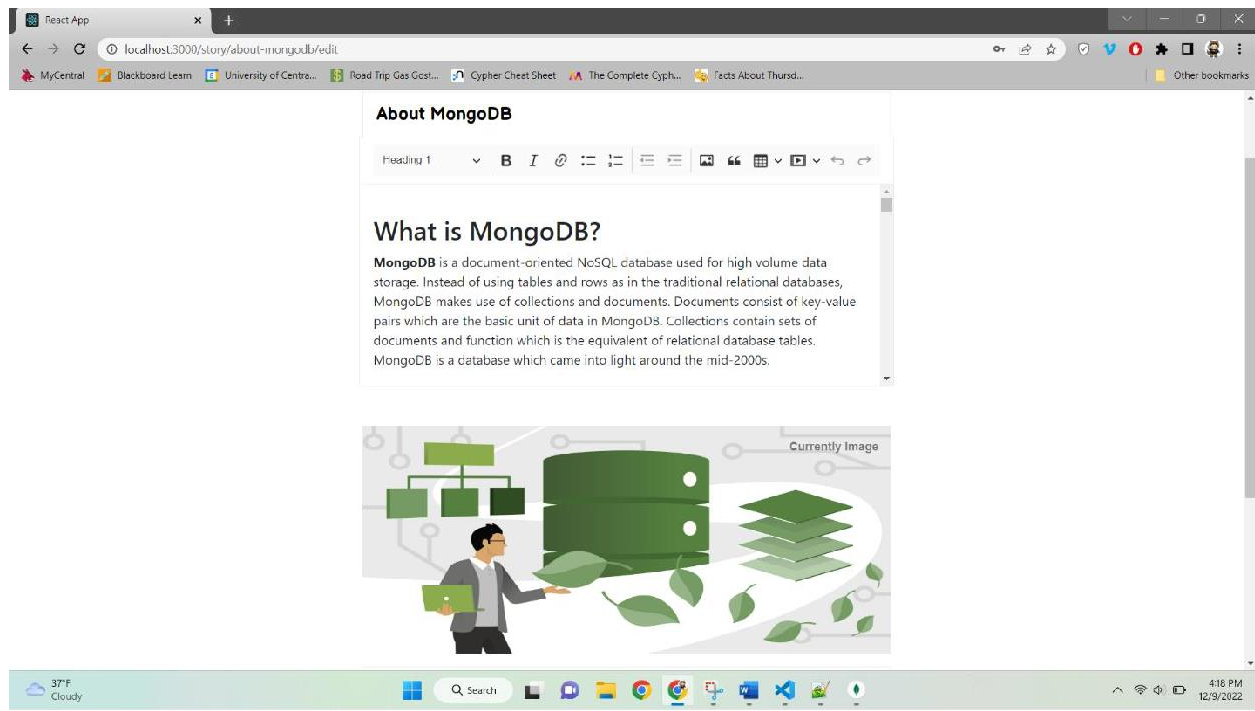 React App
localhost:3000/story/about-mongodb/edit
MyCentral Blackboard Learn University of Centra... Road Trip Gas Cost... Cypher Cheat Sheet The Complete Cyph... Facts About Thursd... Other bookmarks
About MongoDB
Heading 1
What is MongoDB?
MongoDB is a document-oriented NoSQL database used for high volume data
storage. Instead of using tables and rows as in the traditional relational databases,
MongoDB makes use of collections and documents. Documents consist of key-value
pairs which are the basic unit of data in MongoDB. Collections contain sets of
documents and function which is the equivalent of relational database tables.
MongoDB is a database which came into light around the mid-2000s.
Currently Image
37°F
Cloudy
Search
4:18 PM
12/9/2022